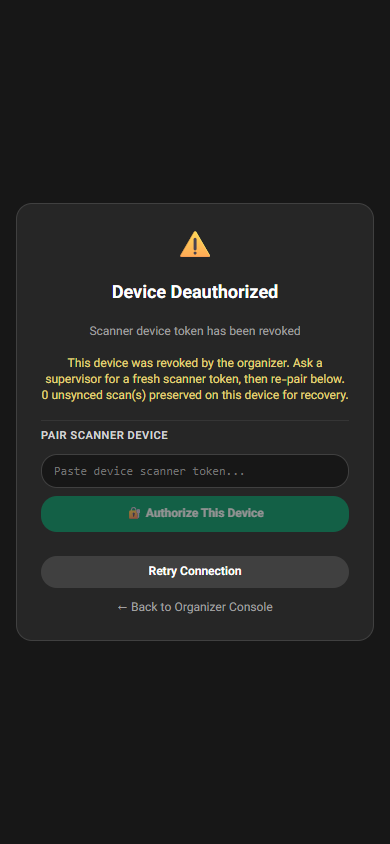 Device Deauthorized
Scanner device token has been revoked
This device was revoked by the organizer. Ask a
supervisor for a fresh scanner token, then re-pair below.
0 unsynced scan(s) preserved on this device for recovery.
PAIR SCANNER DEVICE
Paste device scanner token...
🔐 Authorize This Device
Retry Connection
← Back to Organizer Console